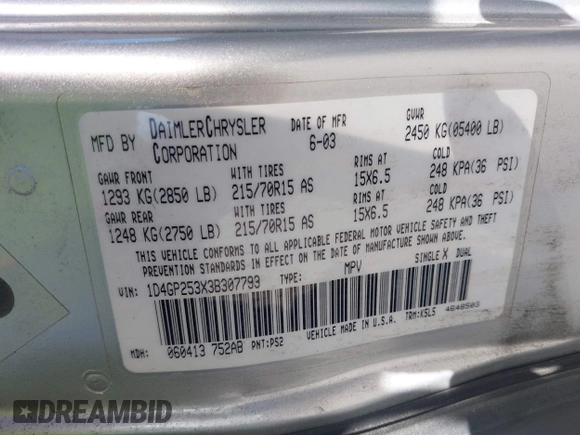 MFD BY DAIMLERCHRYSLER CORPORATION
DATE OF MFR 6-03
GVWR 2450 KG(05400 LB)
GAWR FRONT WITH TIRES RIMS AT COLD
1293 KG(2850 LB) 215/70R15 AS 15X6.5 248 KPA(36 PSI)
GAWR REAR WITH TIRES RIMS AT COLD
1248 KG(2750 LB) 215/70R15 AS 15X6.5 248 KPA(36 PSI)
THIS VEHICLE CONFORMS TO ALL APPLICABLE FEDERAL MOTOR VEHICLE SAFETY AND THEFT
PREVENTION STANDARDS IN EFFECT ON THE DATE OF MANUFACTURE SHOWN ABOVE.
VIN: 1D4GP253X3B307793 TYPE: MPV SINGLE X DUAL
MDH: 060413 752AB PNT:PS2 VEHICLE MADE IN U.S.A. TRM:K5LS 4648503
DREAMBID